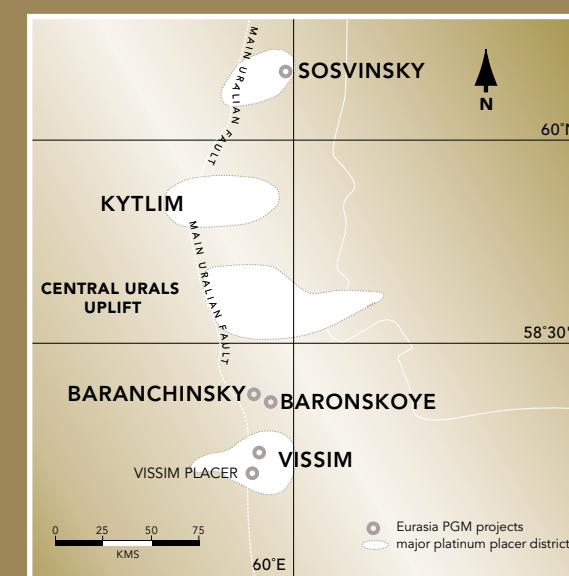 MAIN URALIAN FAULT
SOSVINSKY
N
60°N
KYTLIM
MAIN URALIAN FAULT
CENTRAL URALS
UPLIFT
58°30'
BARANCHINSKY
BARONSKOYE
VISSIM
VISSIM PLACER
0 25 50 75
KMS
Eurasia PGM projects
major platinum placer district
60°E